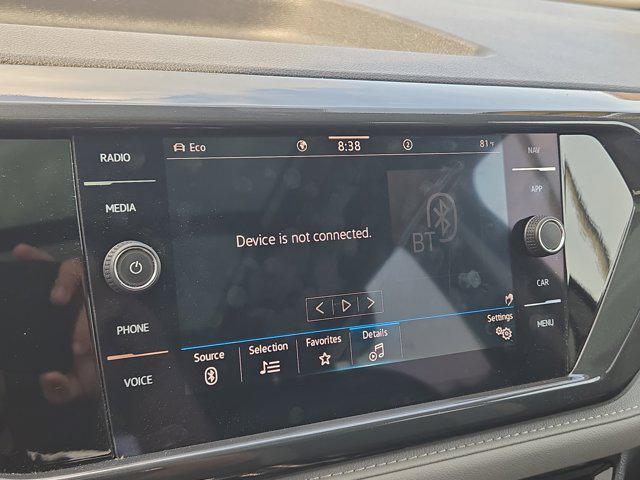 RADIO
MEDIA
PHONE
VOICE
Eco
8:38
2
81°F
Device is not connected.
BT
Source
Selection
Favorites
Details
Settings
NAV
APP
CAR
MENU